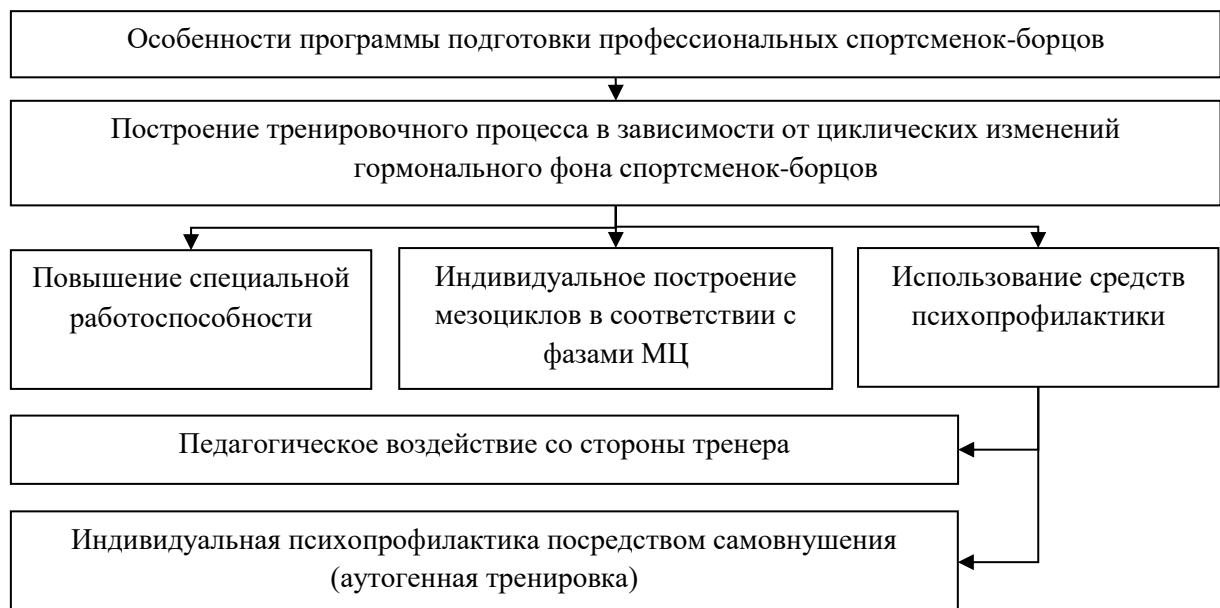 Особенности программы подготовки профессиональных спортсменок-борцов
Построение тренировочного процесса в зависимости от циклических изменений
гормонального фона спортсменок-борцов
Повышение специальной
работоспособности
Индивидуальное построение
мезоциклов в соответствии с
фазами МЦ
Использование средств
психопрофилактики
Педагогическое воздействие со стороны тренера
Индивидуальная психопрофилактика посредством самовнушения
(аутогенная тренировка)